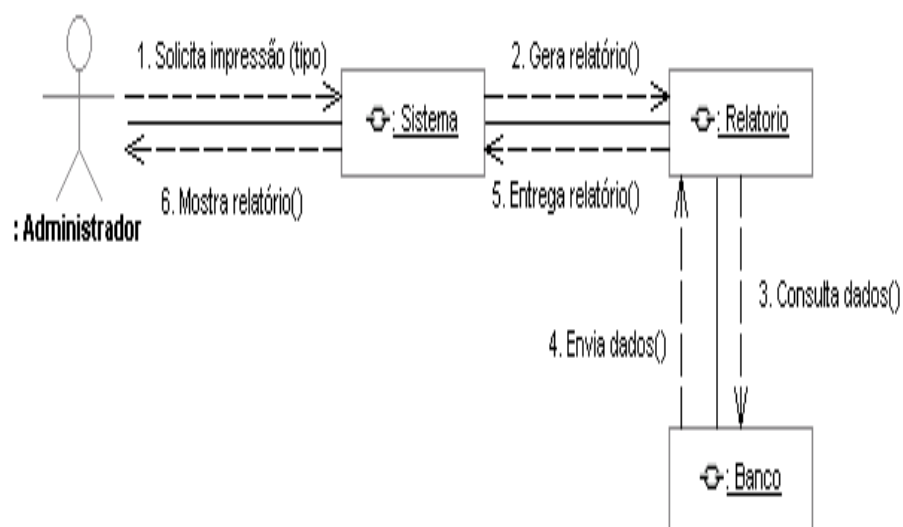 1. Solicita impressão (tipo)
2. Gera relatório()
: Sistema
: Relatorio
6. Mostra relatório()
5. Entrega relatório()
: Administrador
3. Consulta dados()
4. Envia dados()
: Banco